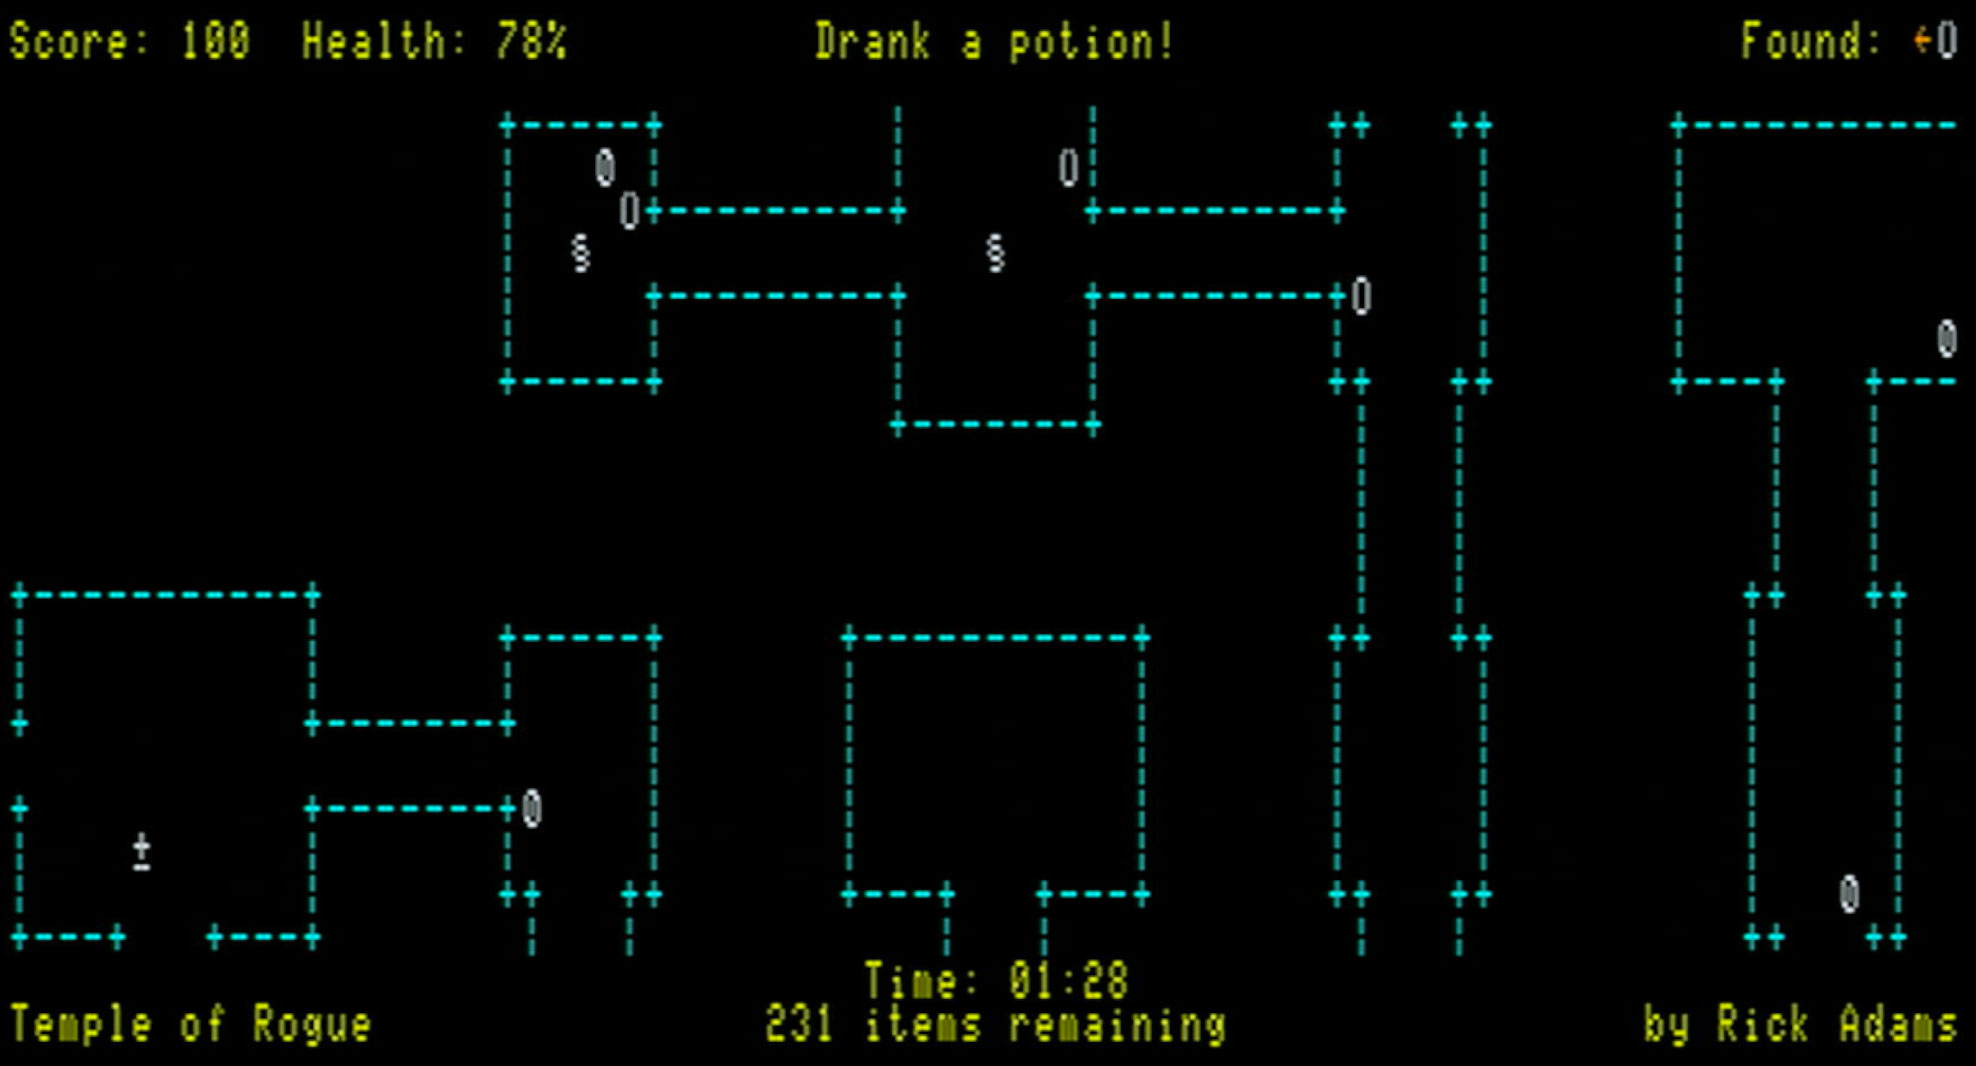 Score: 100 Health: 78% Drank a potion! Found: ←0
Time: 01:28
Temple of Rogue 231 items remaining by Rick Adams